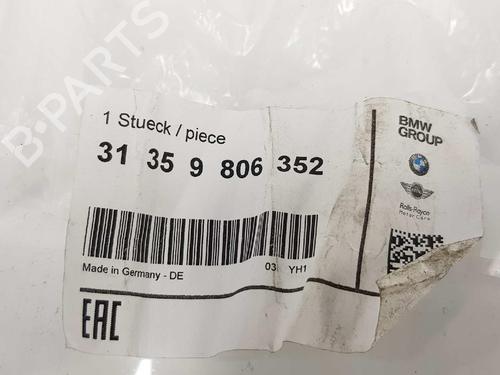 B-PARTS
1 Stueck / piece
31 35 9 806 352
Made in Germany - DE
03 YH1
EAC
BMW
GROUP
Rolls-Royce
Motor Cars